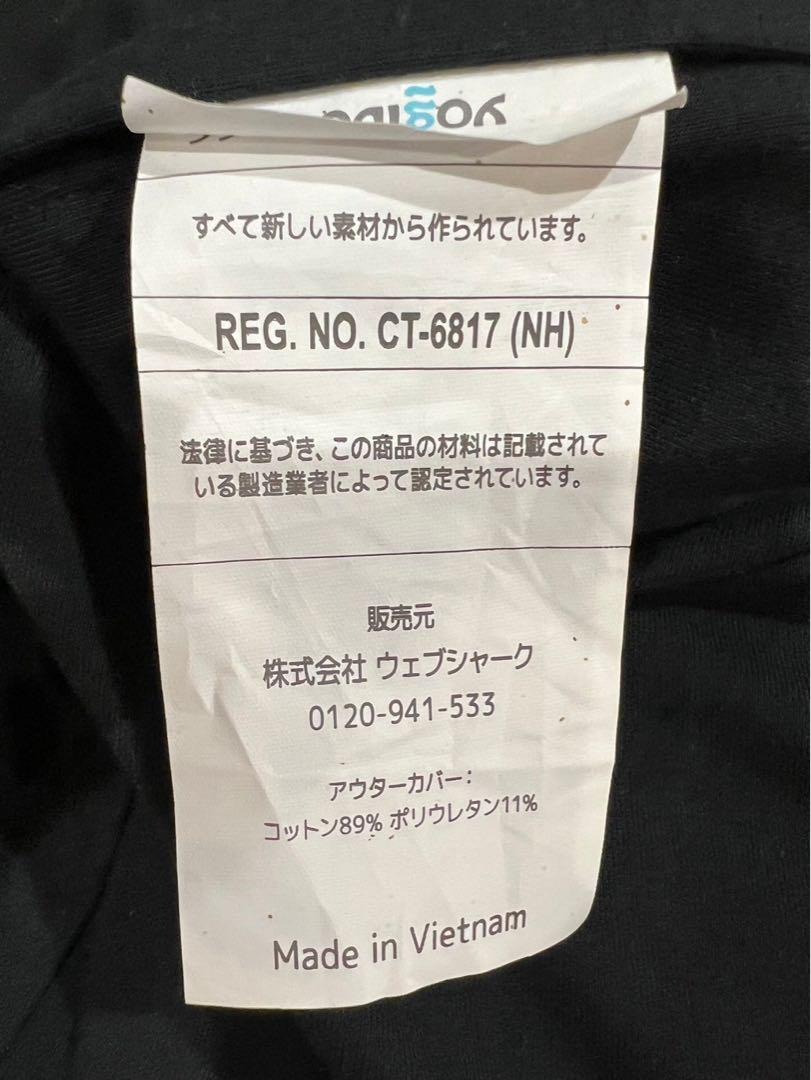 すべて新しい素材から作られています。
REG. NO. CT-6817 (NH)
法律に基づき、この商品の材料は記載されて
いる製造業者によって認定されています。
販売元
株式会社 ウェブシャーク
0120-941-533
アウターカバー:
コットン89% ポリウレタン11%
Made in Vietnam